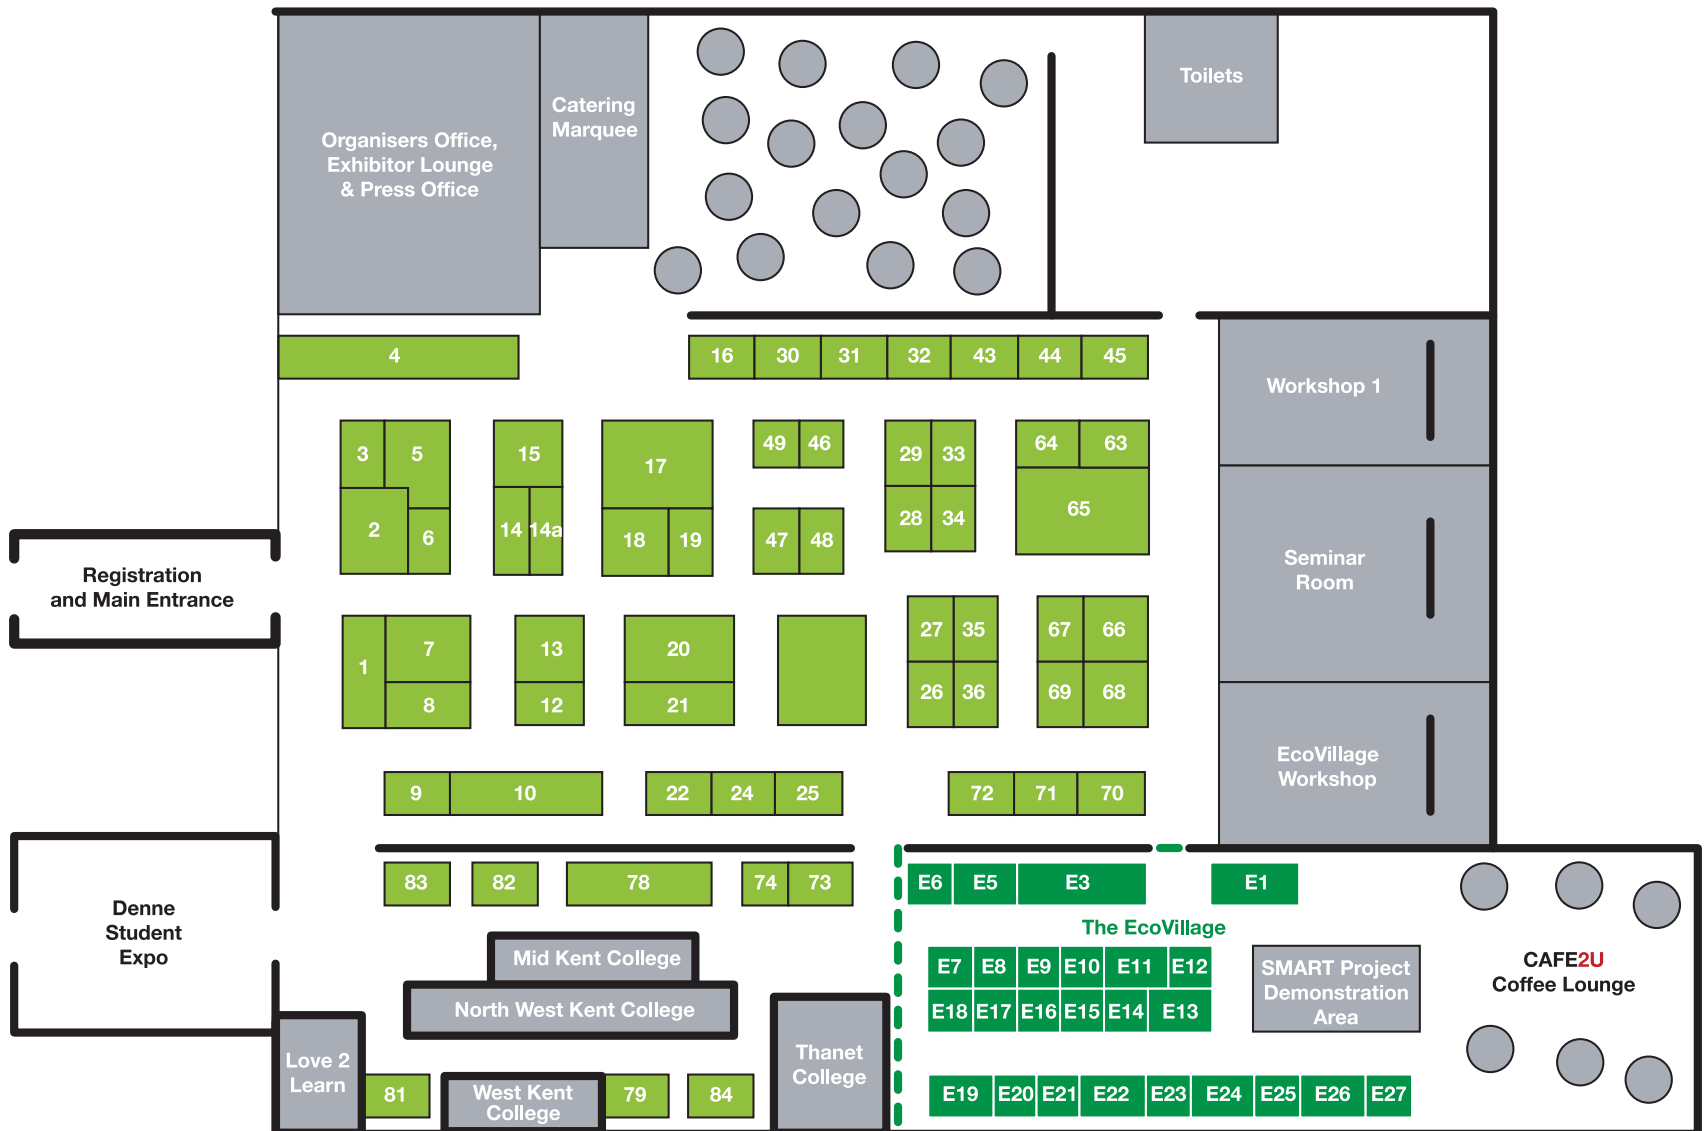 Organisers Office,
Exhibitor Lounge
& Press Office
Catering
Marquee
Toilets
4
16 30 31 32 43 44 45
Workshop 1
3 5
2 6
15
14 14a
17
18 19
49 46
47 48
29 33
28 34
64 63
65
Seminar
Room
Registration
and Main Entrance
1 7
8
13
12
20
21
27 35
26 36
67 66
69 68
EcoVillage
Workshop
9 10
22 24 25
72 71 70
83 82 78 74 73
Denne
Student
Expo
Mid Kent College
North West Kent College
Love 2
Learn
81
West Kent
College
79 84
Thanet
College
E6 E5 E3 E1
The EcoVillage
E7 E8 E9 E10 E11 E12
E18 E17 E16 E15 E14 E13
SMART Project
Demonstration
Area
CAFE2U
Coffee Lounge
E19 E20 E21 E22 E23 E24 E25 E26 E27